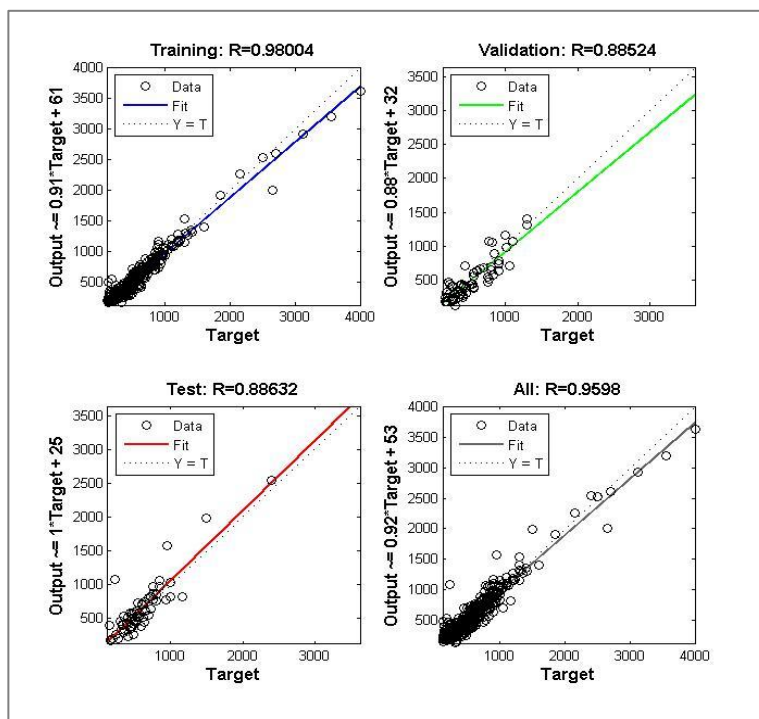 Training: R=0.98004
Output ~= 0.91*Target + 61
4000
3500
3000
2500
2000
1500
1000
500
Data
Fit
Y = T
1000 2000 3000 4000
Target
Validation: R=0.88524
Output ~= 0.88*Target + 32
3500
3000
2500
2000
1500
1000
500
Data
Fit
Y = T
1000 2000 3000
Target
Test: R=0.88632
Output ~= 1*Target + 25
3500
3000
2500
2000
1500
1000
500
Data
Fit
Y = T
1000 2000 3000
Target
All: R=0.9598
Output ~= 0.92*Target + 53
4000
3500
3000
2500
2000
1500
1000
500
Data
Fit
Y = T
1000 2000 3000 4000
Target